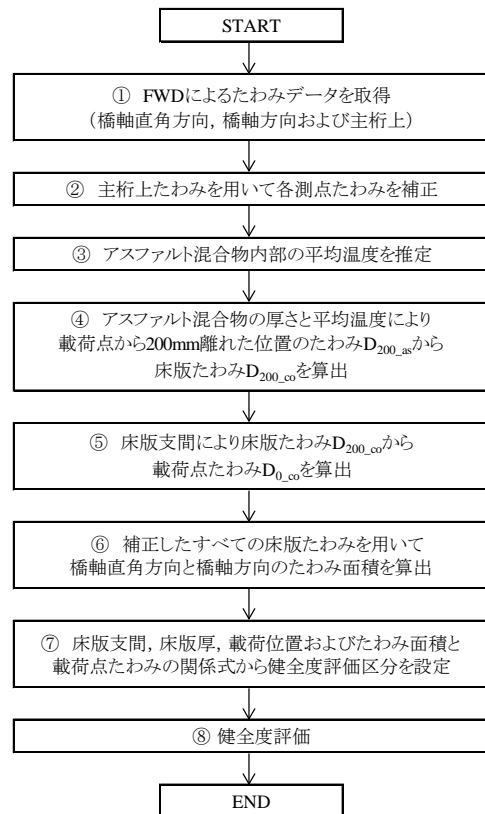 START
① FWDによるたわみデータを取得
(橋軸直角方向, 橋軸方向および主桁上)
② 主桁上たわみを用いて各測点たわみを補正
③ アスファルト混合物内部の平均温度を推定
④ アスファルト混合物の厚さと平均温度により
載荷点から200mm離れた位置のたわみD200_asから
床版たわみD200_coを算出
⑤ 床版支間により床版たわみD200_coから
載荷点たわみD0_coを算出
⑥ 補正したすべての床版たわみを用いて
橋軸直角方向と橋軸方向のたわみ面積を算出
⑦ 床版支間, 床版厚, 載荷位置およびたわみ面積と
載荷点たわみの関係式から健全度評価区分を設定
⑧ 健全度評価
END